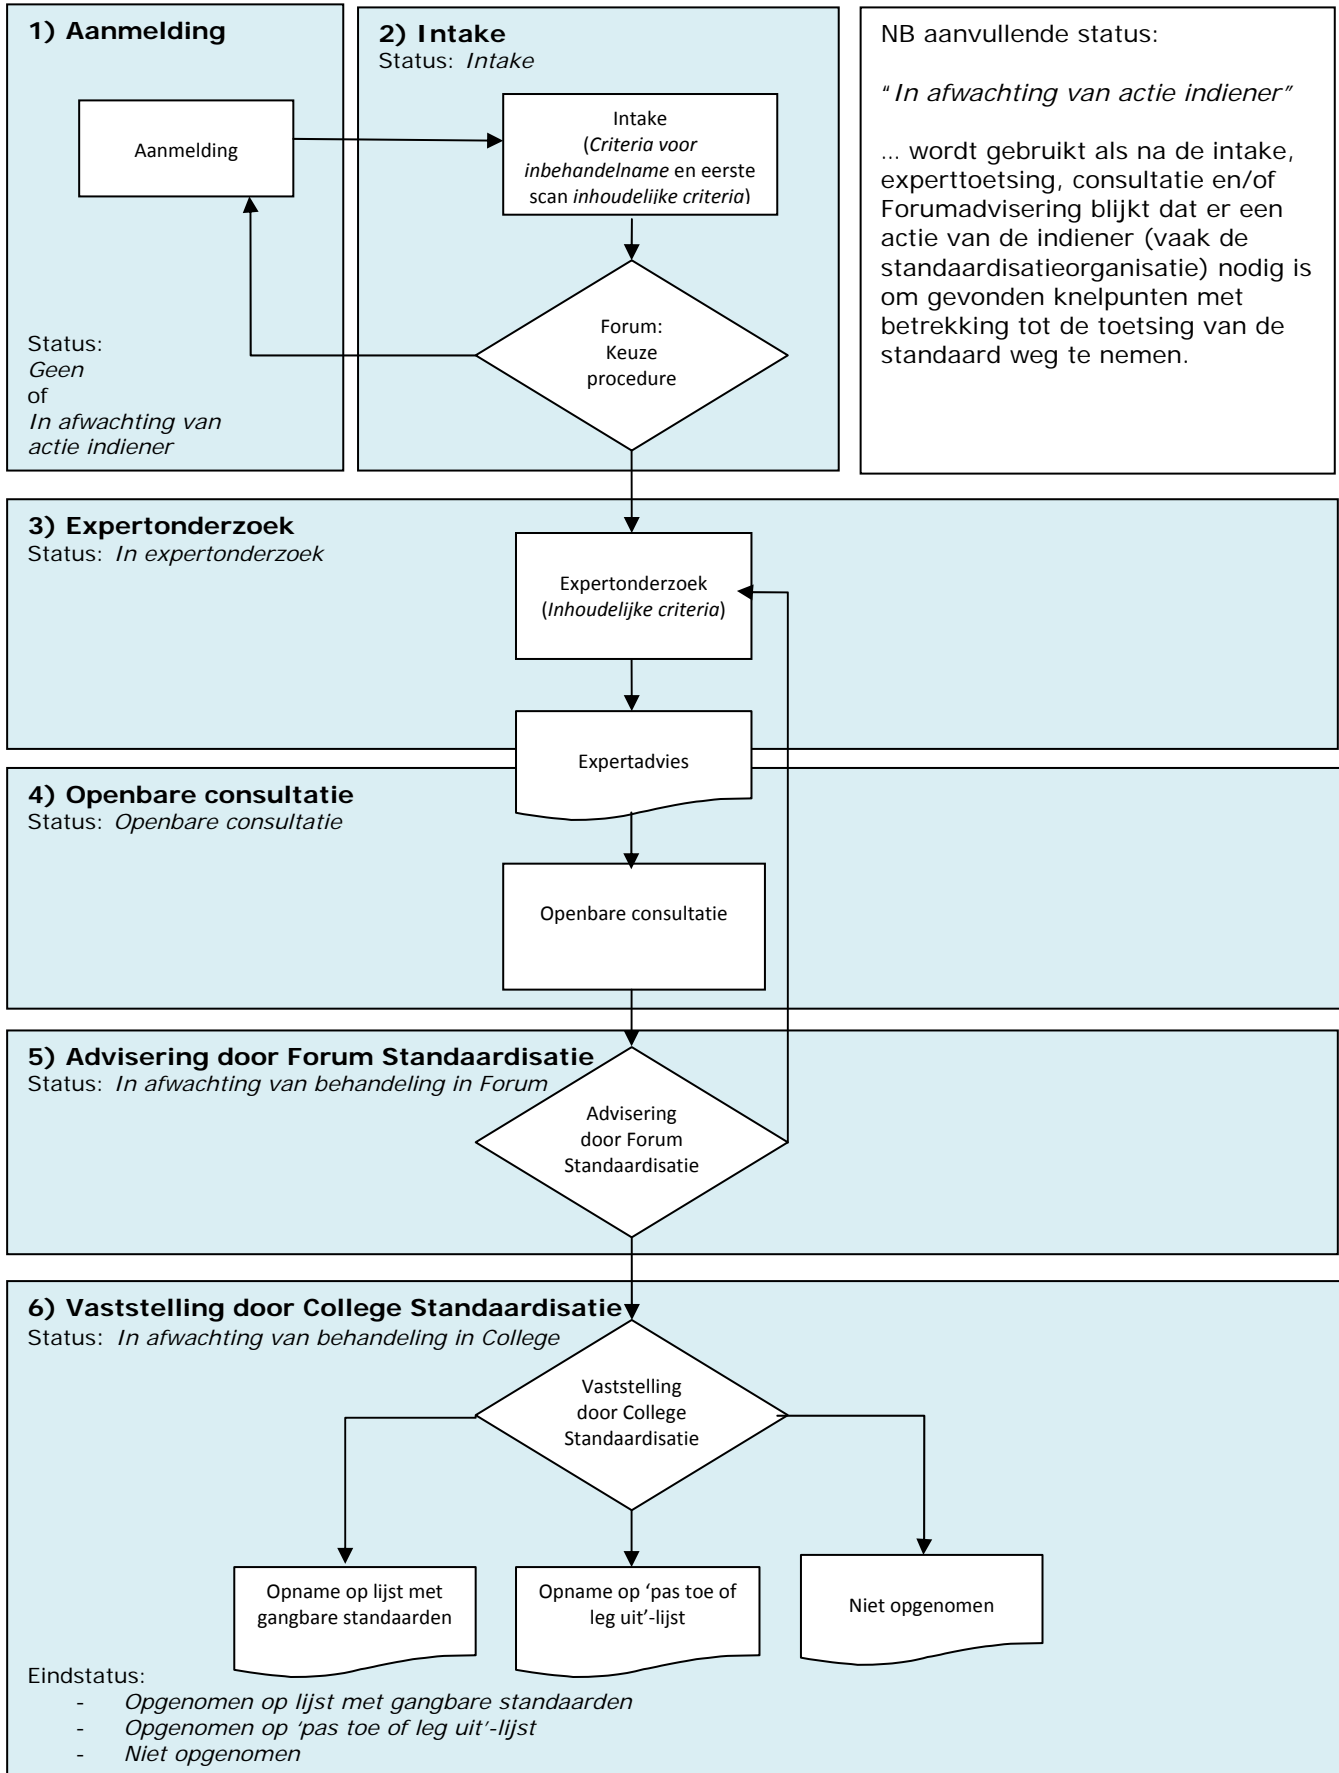 1) Aanmelding
Aanmelding
Status:
Geen
of
In afwachting van
actie indiener
2) Intake
Status: Intake
Intake
(Criteria voor
inbehandelname en eerste
scan inhoudelijke criteria)
Forum:
Keuze
procedure
NB aanvullende status:
“In afwachting van actie indiener”
... wordt gebruikt als na de intake,
experttoetsing, consultatie en/of
Forumadvisering blijkt dat er een
actie van de indiener (vaak de
standaardisatieorganisatie) nodig is
om gevonden knelpunten met
betrekking tot de toetsing van de
standaard weg te nemen.
3) Expertonderzoek
Status: In expertonderzoek
Expertonderzoek
(Inhoudelijke criteria)
Expertadvies
4) Openbare consultatie
Status: Openbare consultatie
Openbare consultatie
5) Advisering door Forum Standaardisatie
Status: In afwachting van behandeling in Forum
Advisering
door Forum
Standaardisatie
6) Vaststelling door College Standaardisatie
Status: In afwachting van behandeling in College
Vaststelling
door College
Standaardisatie
Opname op lijst met
gangbare standaarden
Opname op ‘pas toe of
leg uit’-lijst
Niet opgenomen
Eindstatus:
- Opgenomen op lijst met gangbare standaarden
- Opgenomen op ‘pas toe of leg uit’-lijst
- Niet opgenomen